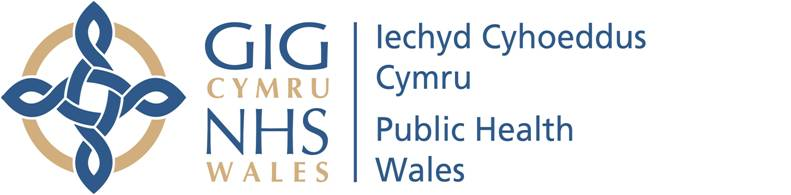 GIG
CYMRU
NHS
WALES
Iechyd Cyhoeddus
Cymru
Public Health
Wales